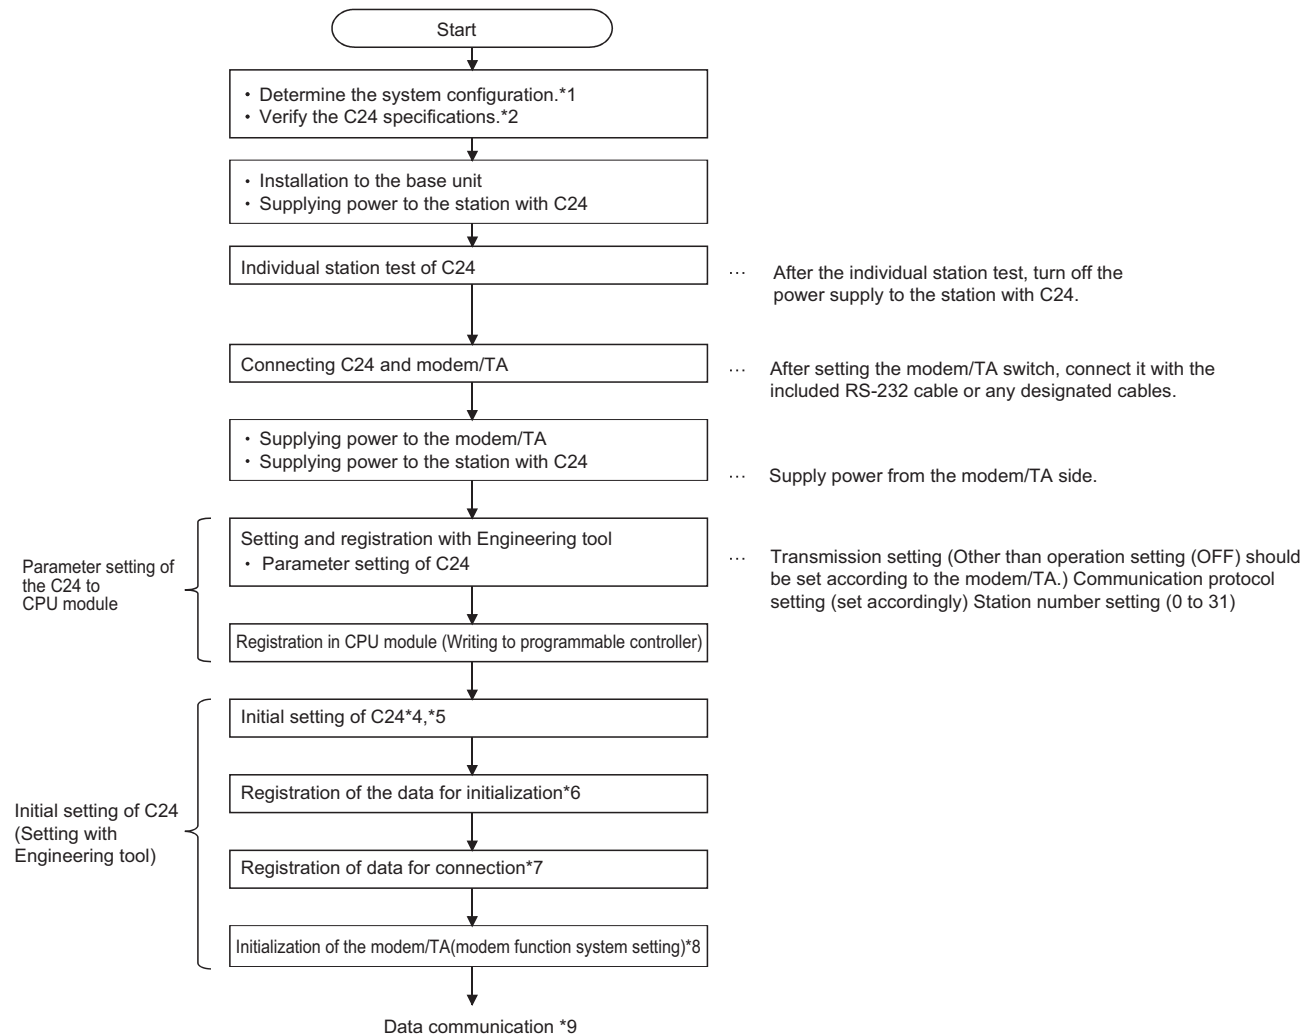 Start
・ Determine the system configuration.*1
・ Verify the C24 specifications.*2
・ Installation to the base unit
・ Supplying power to the station with C24
Individual station test of C24
… After the individual station test, turn off the
power supply to the station with C24.
Connecting C24 and modem/TA
… After setting the modem/TA switch, connect it with the
included RS-232 cable or any designated cables.
・ Supplying power to the modem/TA
・ Supplying power to the station with C24
… Supply power from the modem/TA side.
Parameter setting of
the C24 to
CPU module
Setting and registration with Engineering tool
・ Parameter setting of C24
… Transmission setting (Other than operation setting (OFF) should
be set according to the modem/TA.) Communication protocol
setting (set accordingly) Station number setting (0 to 31)
Registration in CPU module (Writing to programmable controller)
Initial setting of C24
(Setting with
Engineering tool)
Initial setting of C24*4,*5
Registration of the data for initialization*6
Registration of data for connection*7
Initialization of the modem/TA(modem function system setting)*8
Data communication *9